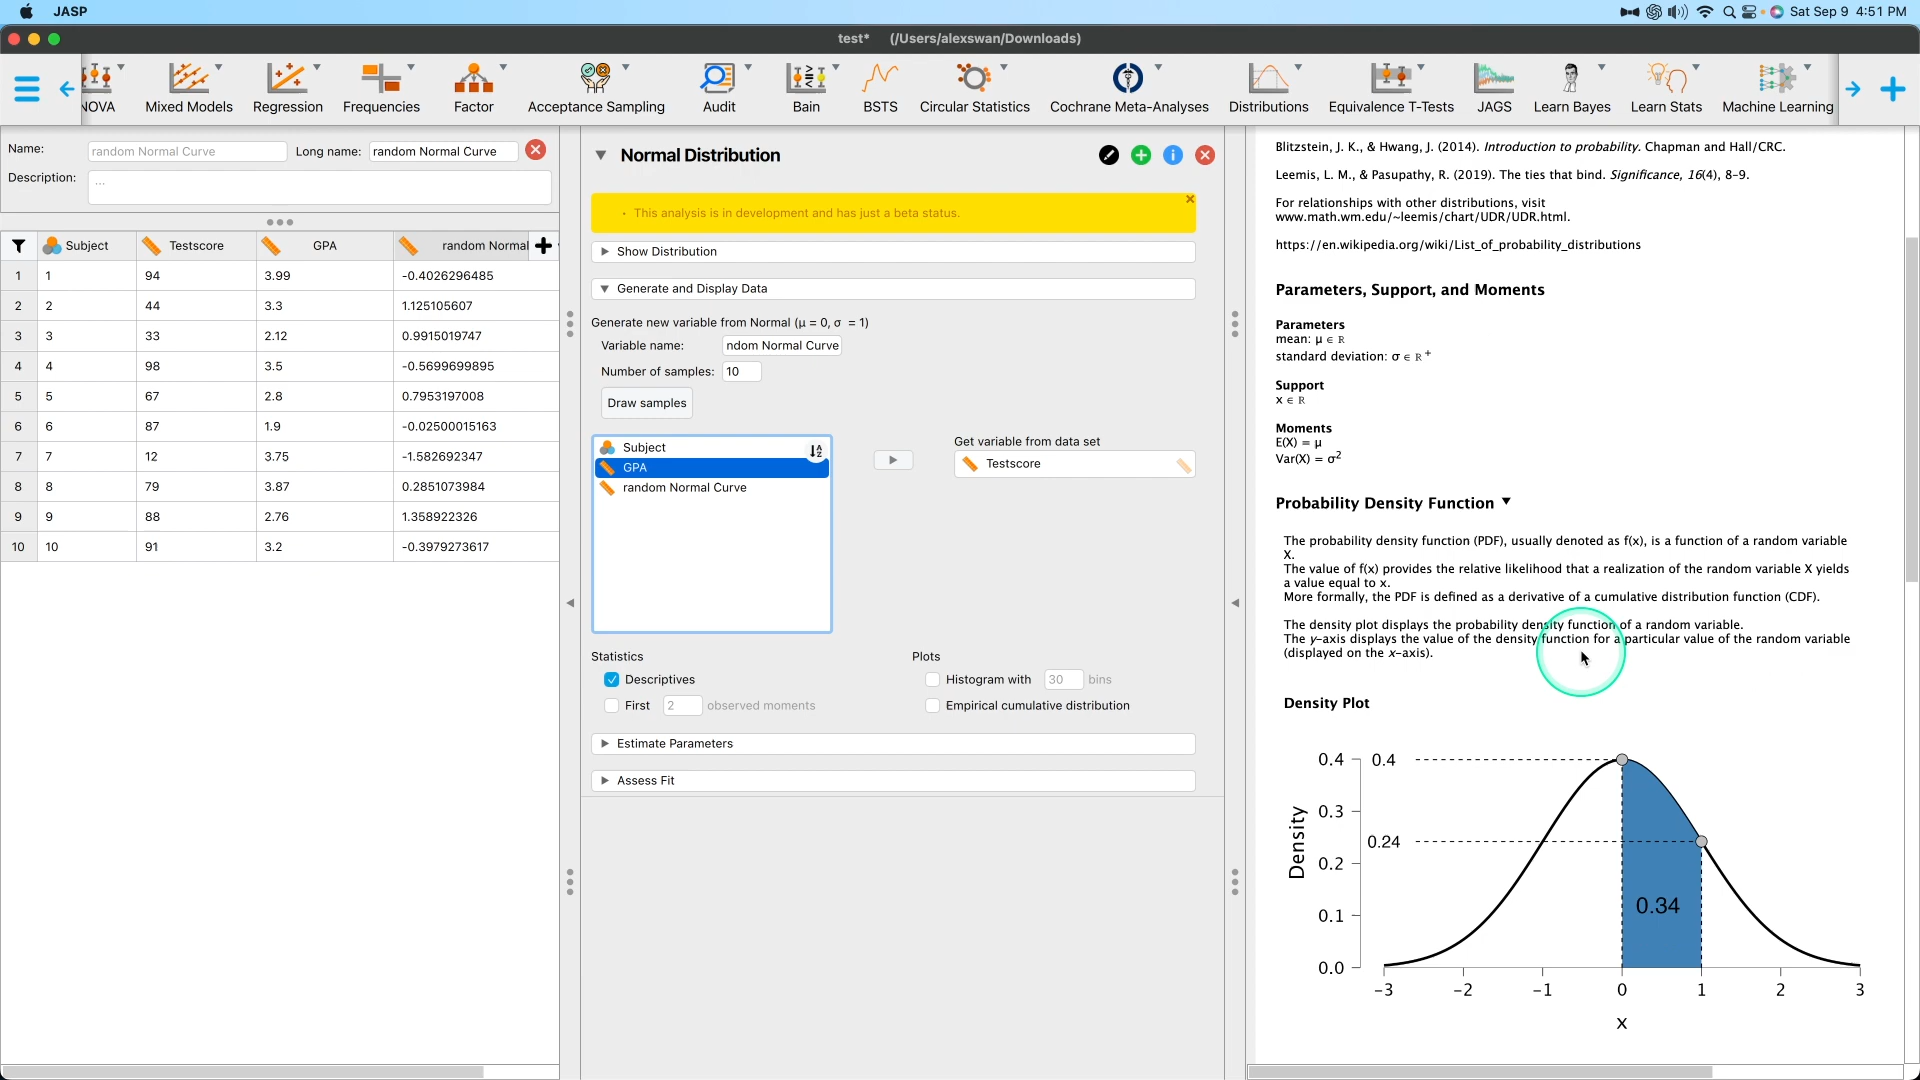 JASP
Sat Sep 9 4:51 PM
test* (/Users/alexswan/Downloads)
NOVA
Mixed Models
Regression
Frequencies
Factor
Acceptance Sampling
Audit
Bain
BSTS
Circular Statistics
Cochrane Meta-Analyses
Distributions
Equivalence T-Tests
JAGS
Learn Bayes
Learn Stats
Machine Learning
Name: random Normal Curve Long name: random Normal Curve
Description: ...
Subject Testscore GPA random Normal
1 1 94 3.99 -0.4026296485
2 2 44 3.3 1.125105607
3 3 33 2.12 0.9915019747
4 4 98 3.5 -0.5699699895
5 5 67 2.8 0.7953197008
6 6 87 1.9 -0.02500015163
7 7 12 3.75 -1.582692347
8 8 79 3.87 0.2851073984
9 9 88 2.76 1.358922326
10 10 91 3.2 -0.3979273617
Normal Distribution
• This analysis is in development and has just a beta status.
Show Distribution
Generate and Display Data
Generate new variable from Normal (μ = 0, σ = 1)
Variable name: ndom Normal Curve
Number of samples: 10
Draw samples
Subject
GPA
random Normal Curve
Get variable from data set
Testscore
Statistics
Descriptives
First 2 observed moments
Plots
Histogram with 30 bins
Empirical cumulative distribution
Estimate Parameters
Assess Fit
Blitzstein, J. K., & Hwang, J. (2014). Introduction to probability. Chapman and Hall/CRC.
Leemis, L. M., & Pasupathy, R. (2019). The ties that bind. Significance, 16(4), 8–9.
For relationships with other distributions, visit
www.math.wm.edu/~leemis/chart/UDR/UDR.html.
https://en.wikipedia.org/wiki/List_of_probability_distributions
Parameters, Support, and Moments
Parameters
mean: μ ∈ ℝ
standard deviation: σ ∈ ℝ⁺
Support
x ∈ ℝ
Moments
E(X) = μ
Var(X) = σ²
Probability Density Function ▼
The probability density function (PDF), usually denoted as f(x), is a function of a random variable
X.
The value of f(x) provides the relative likelihood that a realization of the random variable X yields
a value equal to x.
More formally, the PDF is defined as a derivative of a cumulative distribution function (CDF).
The density plot displays the probability density function of a random variable.
The y-axis displays the value of the density function for a particular value of the random variable
(displayed on the x-axis).
Density Plot
0.4 0.4
0.3
0.24
0.2
0.34
0.1
0.0
Density
-3 -2 -1 0 1 2 3
x